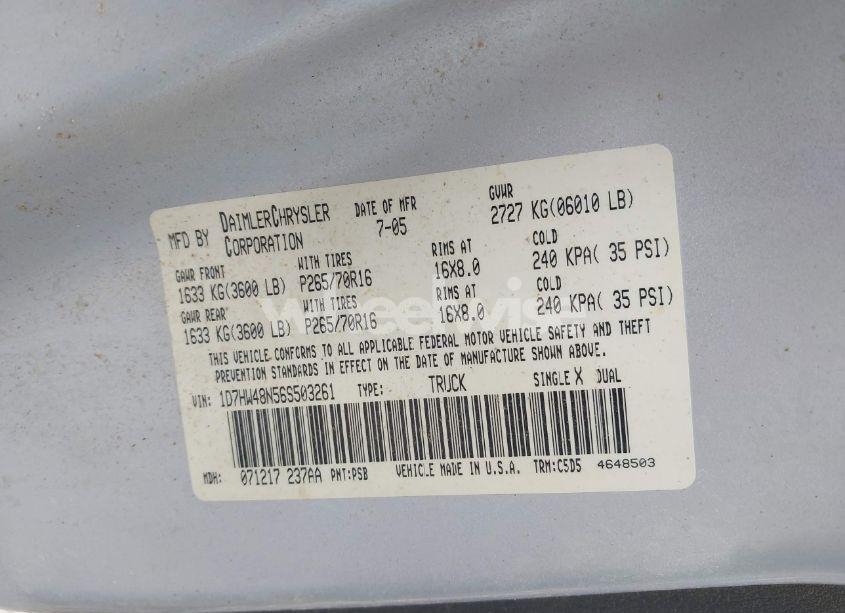 MFD BY DAIMLERCHRYSLER CORPORATION DATE OF MFR 7-05 GVWR 2727 KG(06010 LB)
GAWR FRONT WITH TIRES RIMS AT COLD
1633 KG(3600 LB) P265/70R16 16X8.0 240 KPA( 35 PSI)
GAWR REAR WITH TIRES RIMS AT COLD
1633 KG(3600 LB) P265/70R16 16X8.0 240 KPA( 35 PSI)
THIS VEHICLE CONFORMS TO ALL APPLICABLE FEDERAL MOTOR VEHICLE SAFETY AND THEFT
PREVENTION STANDARDS IN EFFECT ON THE DATE OF MANUFACTURE SHOWN ABOVE.
VIN: 1D7HW48N56S503261 TYPE: TRUCK SINGLE X DUAL
MDH: 071217 237AA PNT:PSB VEHICLE MADE IN U.S.A. TRM:C5D5 4648503